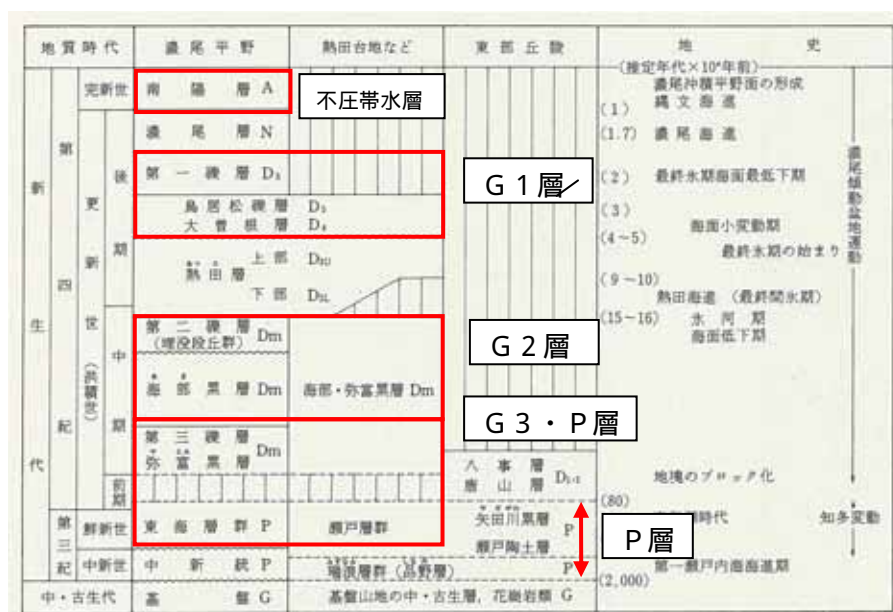 地質時代 濃尾平野 熱田台地など 東部丘陵 地史
(推定年代×10⁴年前)
新生代
第四紀
完新世
南陽層 A
不圧帯水層
濃尾沖積平野面の形成
(1) 縄文海進
更新世(洪積世)
後期
濃尾層 N
(1.7) 濃尾海進
第一礫層 D₃
G1層
(2) 最終氷期海面最低下期
鳥居松礫層 D₃
(3)
大曽根層 D₄
海面小変動期
(4~5)
最終氷期の始まり
熱田層
上部 D₃U
下部 D₃L
(9~10)
熱田海進 (最終間氷期)
中期
第二礫層 Dm
(埋没段丘群)
G2層
(15~16) 氷河期
海面低下期
海部累層 Dm
海部・弥富累層 Dm
G3・P層
第三礫層
弥富累層 Dm
前期
八事層
唐山層
地塊のブロック化
(80)
第三紀
鮮新世
東海層群 P
瀬戸層群
矢田川累層
瀬戸陶土層
P
P層
時代
知多変動
中新世
中新統 P
瑞浪層群(品野層) P
第一瀬戸内海海進期
(2,000)
中・古生代
基盤 G
基盤山地の中・古生層,花崗岩類 G
濃尾傾動盆地運動